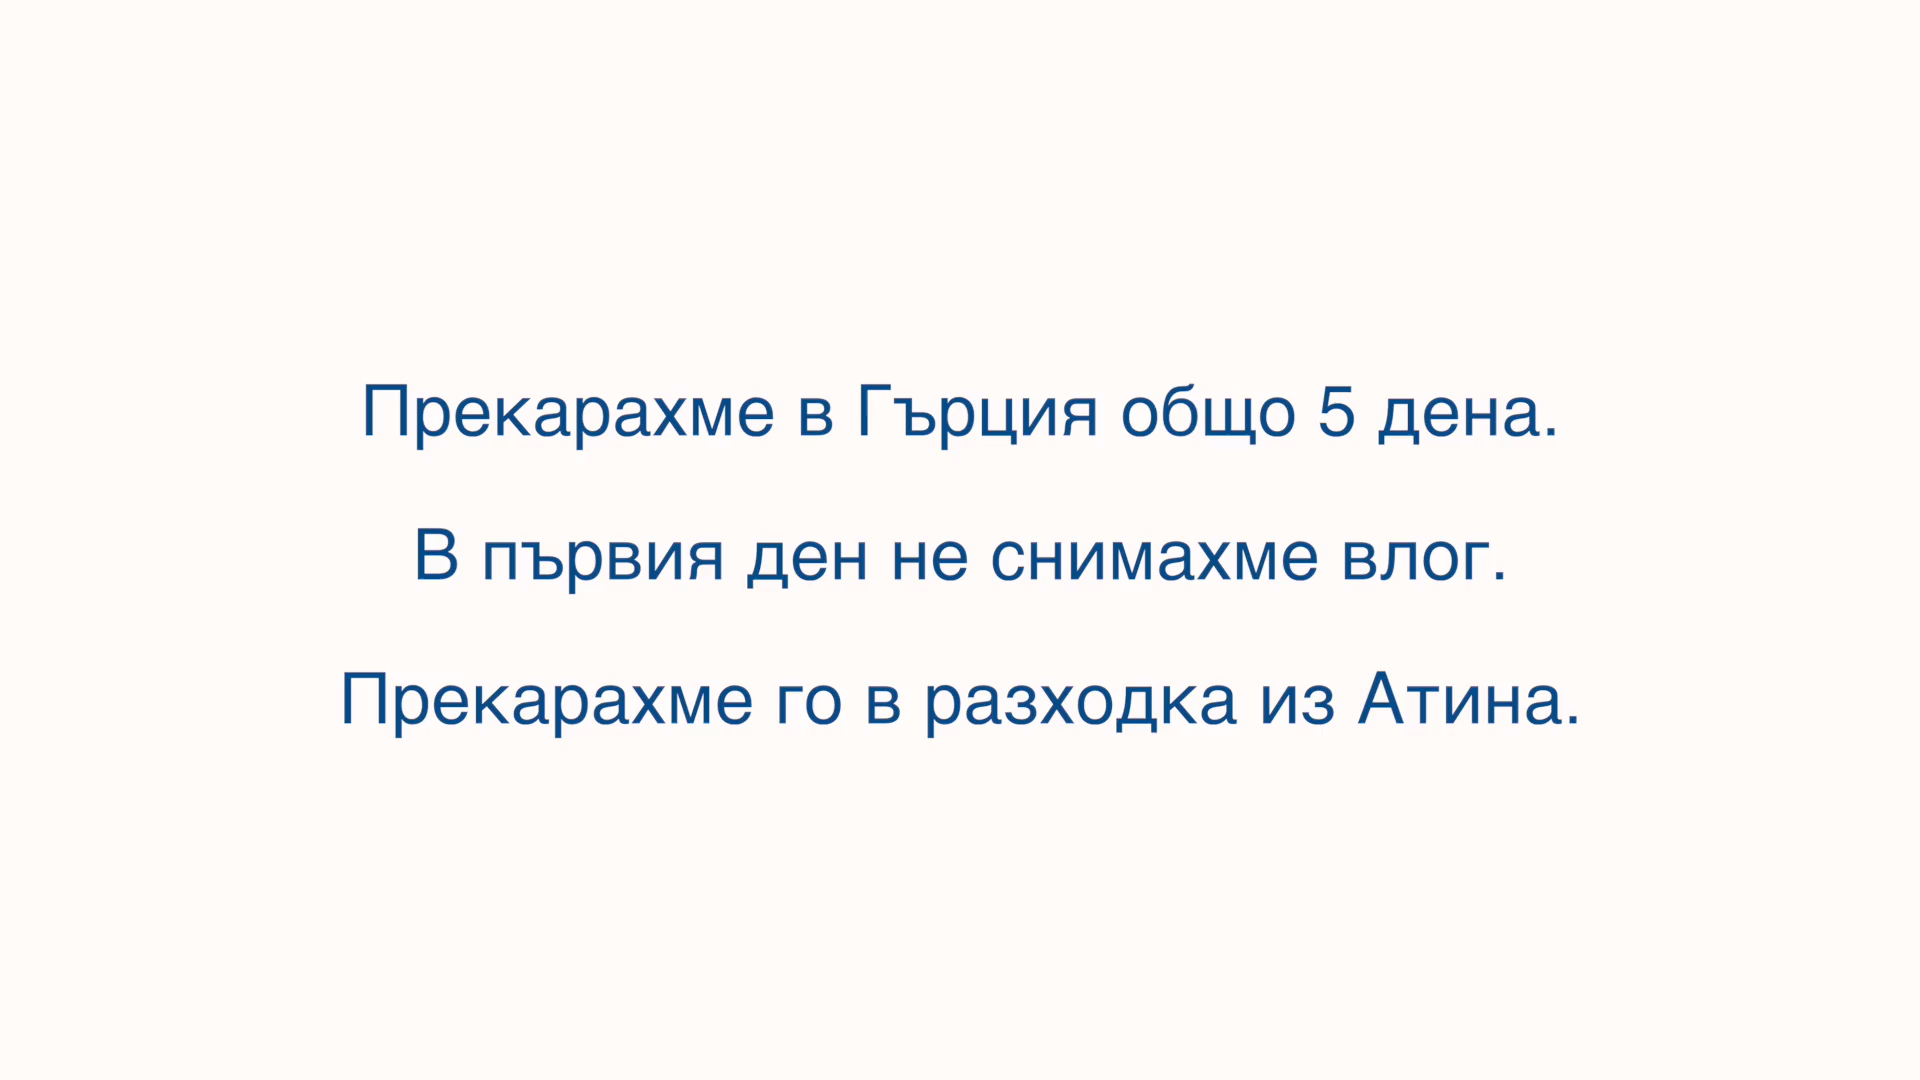 Прекарахме в Гърция общо 5 дена.
В първия ден не снимахме влог.
Прекарахме го в разходка из Атина.